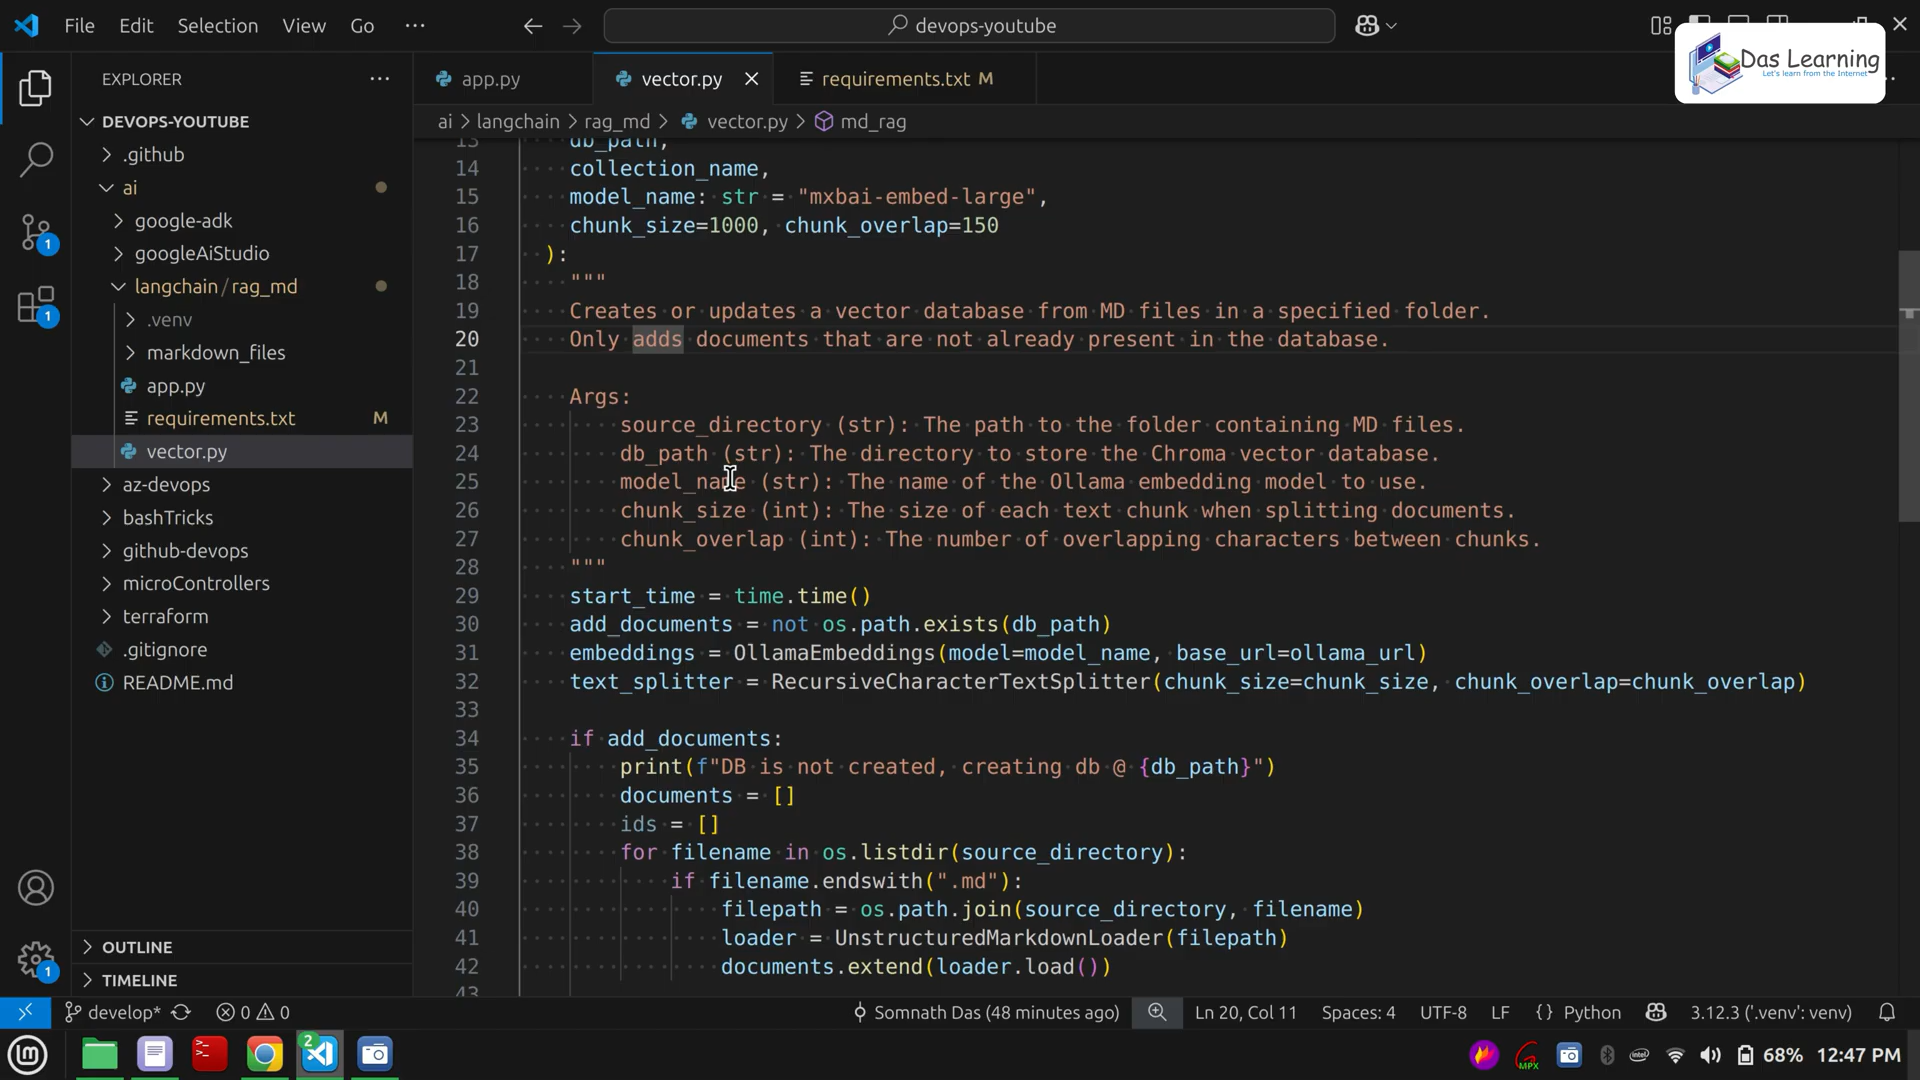 File Edit Selection View Go ··· devops-youtube
Das Learning
Let's learn from the Internet
EXPLORER ···
app.py vector.py requirements.txt M
DEVOPS-YOUTUBE
ai > langchain > rag_md > vector.py > md_rag
.github
ai
google-adk
googleAiStudio
langchain / rag_md
.venv
markdown_files
app.py
requirements.txt M
vector.py
az-devops
bashTricks
github-devops
microControllers
terraform
.gitignore
README.md
OUTLINE
TIMELINE
13 db_path,
14 collection_name,
15 model_name: str = "mxbai-embed-large",
16 chunk_size=1000, chunk_overlap=150
17 ):
18 """
19 Creates or updates a vector database from MD files in a specified folder.
20 Only adds documents that are not already present in the database.
21
22 Args:
23 source_directory (str): The path to the folder containing MD files.
24 db_path (str): The directory to store the Chroma vector database.
25 model_name (str): The name of the Ollama embedding model to use.
26 chunk_size (int): The size of each text chunk when splitting documents.
27 chunk_overlap (int): The number of overlapping characters between chunks.
28 """
29 start_time = time.time()
30 add_documents = not os.path.exists(db_path)
31 embeddings = OllamaEmbeddings(model=model_name, base_url=ollama_url)
32 text_splitter = RecursiveCharacterTextSplitter(chunk_size=chunk_size, chunk_overlap=chunk_overlap)
33
34 if add_documents:
35 print(f"DB is not created, creating db @ {db_path}")
36 documents = []
37 ids = []
38 for filename in os.listdir(source_directory):
39 if filename.endswith(".md"):
40 filepath = os.path.join(source_directory, filename)
41 loader = UnstructuredMarkdownLoader(filepath)
42 documents.extend(loader.load())
43
1
1
1
develop* 0 0 Somnath Das (48 minutes ago) Ln 20, Col 11 Spaces: 4 UTF-8 LF {} Python 3.12.3 ('.venv': venv)
2 MPX intel 68% 12:47 PM